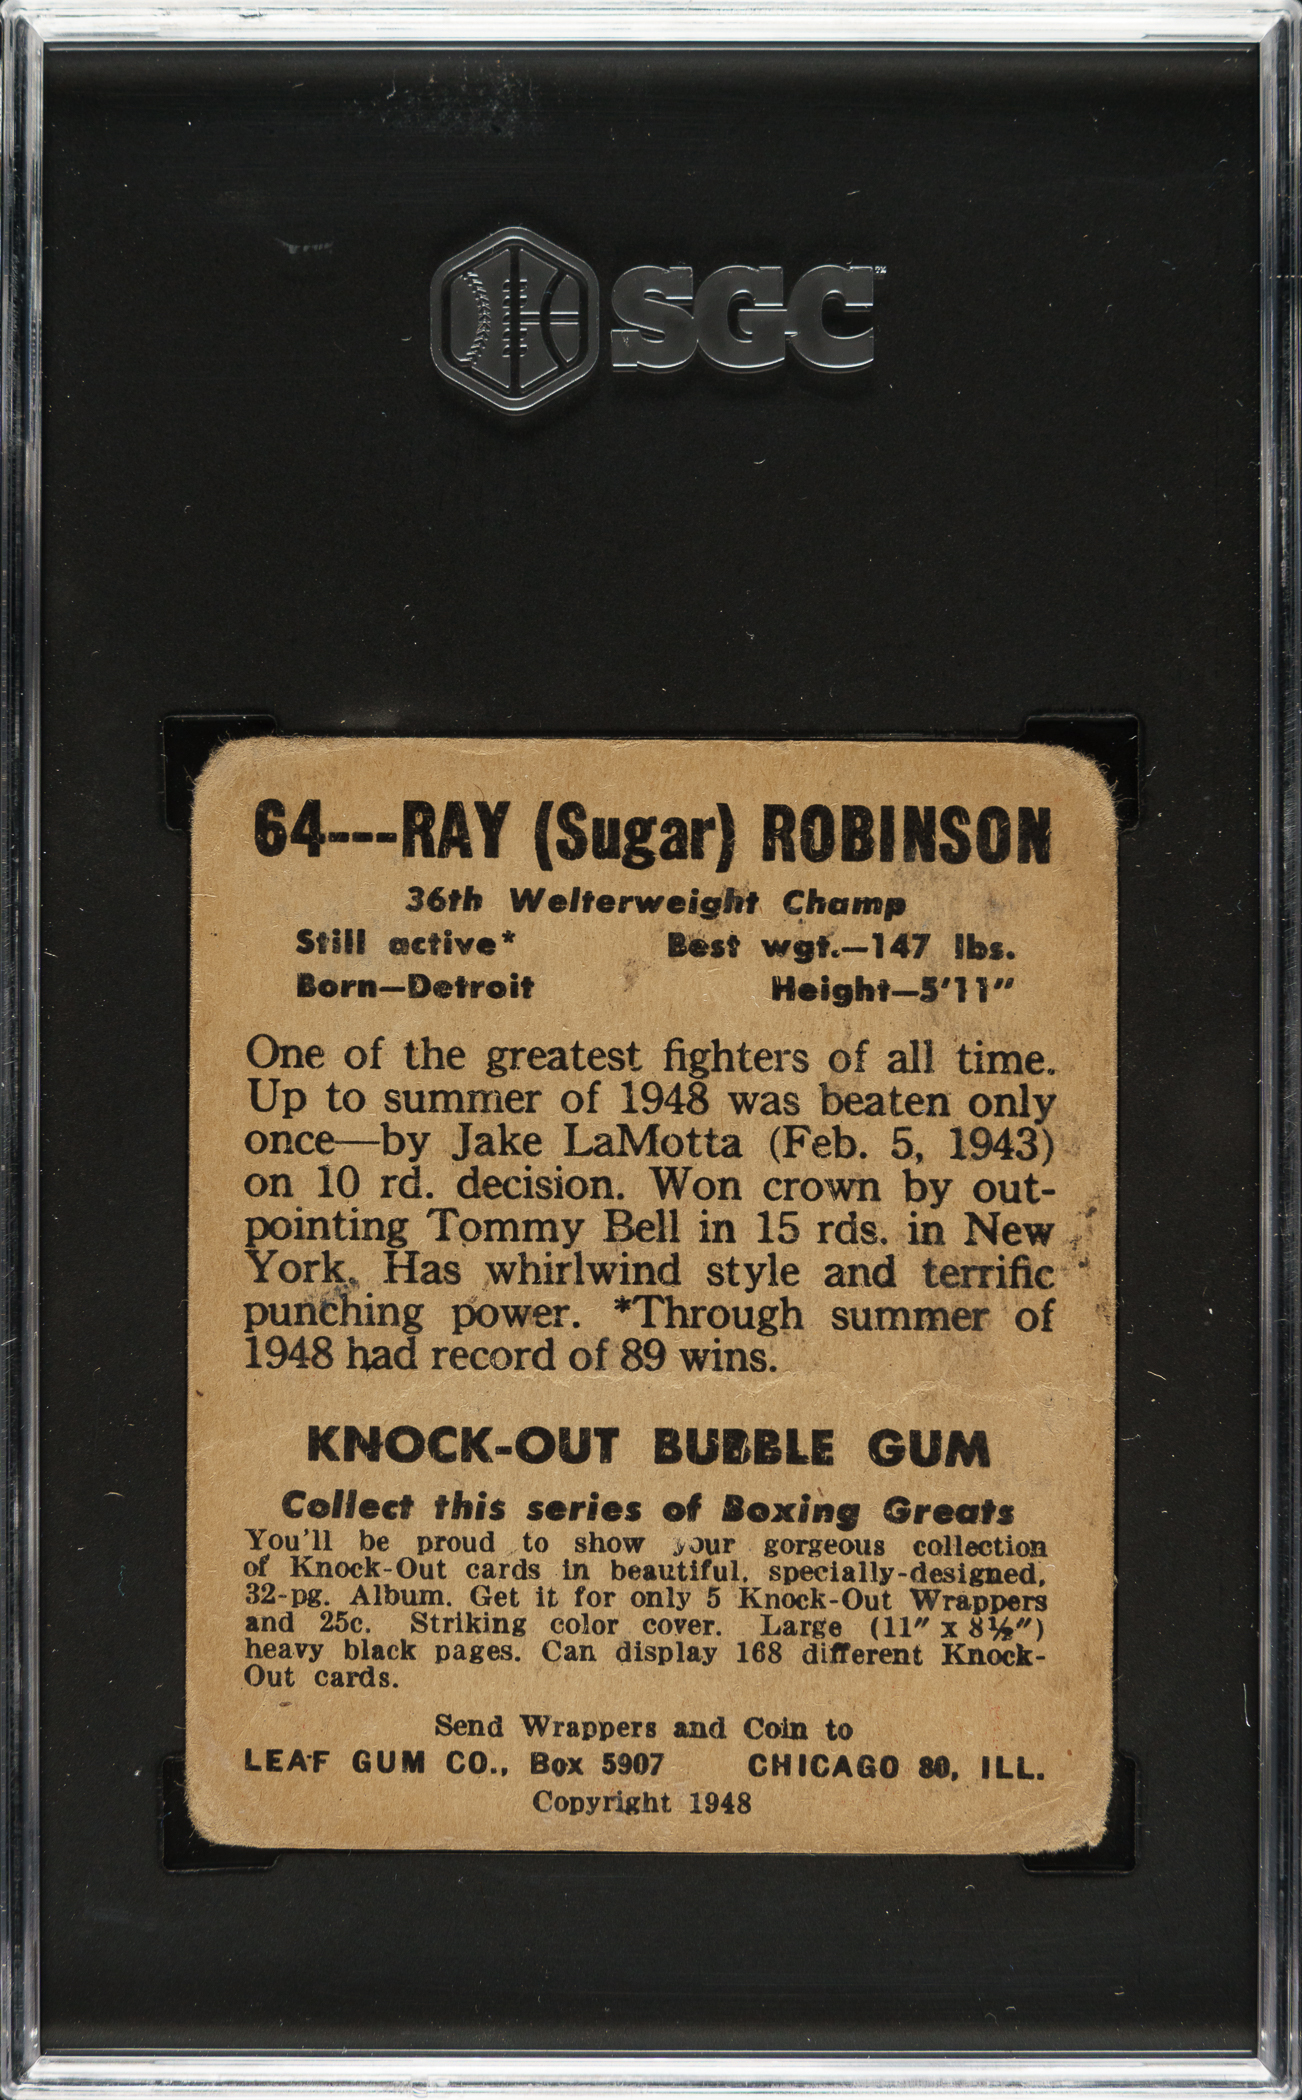 SGC™
64---RAY (Sugar) ROBINSON
36th Welterweight Champ
Still active* Best wgt.—147 lbs.
Born—Detroit Height—5'11"
One of the greatest fighters of all time.
Up to summer of 1948 was beaten only
once—by Jake LaMotta (Feb. 5, 1943)
on 10 rd. decision. Won crown by out-
pointing Tommy Bell in 15 rds. in New
York. Has whirlwind style and terrific
punching power. *Through summer of
1948 had record of 89 wins.
KNOCK-OUT BUBBLE GUM
Collect this series of Boxing Greats
You'll be proud to show your gorgeous collection
of Knock-Out cards in beautiful, specially-designed,
32-pg. Album. Get it for only 5 Knock-Out Wrappers
and 25c. Striking color cover. Large (11" x 8½")
heavy black pages. Can display 168 different Knock-
Out cards.
Send Wrappers and Coin to
LEAF GUM CO., Box 5907 CHICAGO 80, ILL.
Copyright 1948